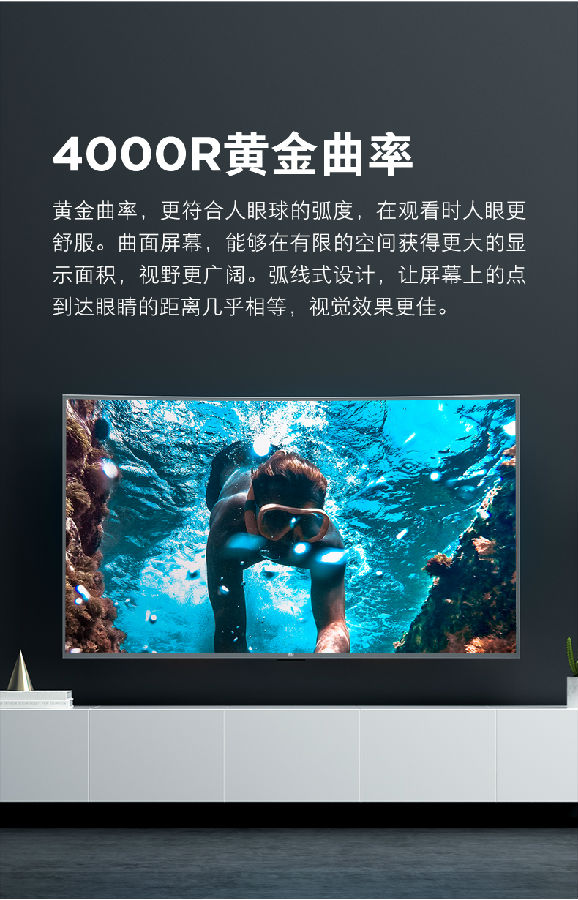 4000R黄金曲率
黄金曲率，更符合人眼球的弧度，在观看时人眼更
舒服。曲面屏幕，能够在有限的空间获得更大的显
示面积，视野更广阔。弧线式设计，让屏幕上的点
到达眼睛的距离几乎相等，视觉效果更佳。